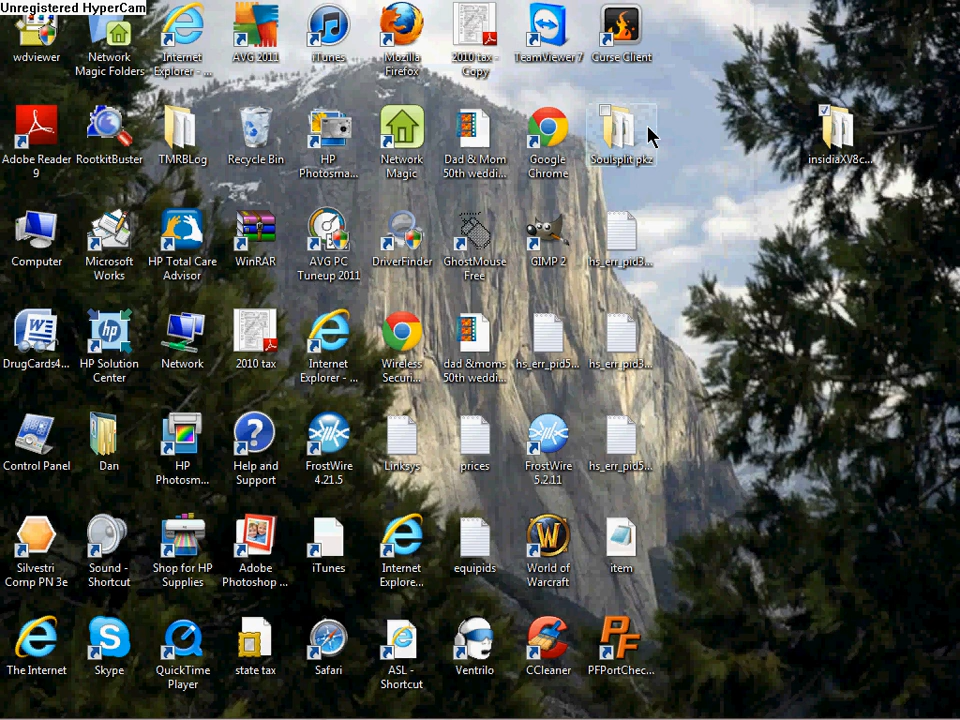 Unregistered HyperCam
wdviewer
Network
Magic Folders
Internet
Explorer - ...
AVG 2011
iTunes
Mozilla
Firefox
2010 tax -
Copy
TeamViewer 7
Curse Client
Adobe Reader
9
RootkitBuster
TMRBLog
Recycle Bin
HP
Photosma...
Network
Magic
Dad & Mom
50th weddi...
Google
Chrome
Soulsplit pkz
insidiaXV8c...
Computer
Microsoft
Works
HP Total Care
Advisor
WinRAR
AVG PC
Tuneup 2011
DriverFinder
GhostMouse
Free
GIMP 2
hs_err_pid3...
DrugCards4...
HP Solution
Center
Network
2010 tax
Internet
Explorer - ...
Wireless
Securi...
dad &moms
50th weddi...
hs_err_pid5...
hs_err_pid3...
Control Panel
Dan
HP
Photosm...
Help and
Support
FrostWire
4.21.5
Linksys
prices
FrostWire
5.2.11
hs_err_pid5...
Silvestri
Comp PN 3e
Sound -
Shortcut
Shop for HP
Supplies
Adobe
Photoshop ...
iTunes
Internet
Explore...
equipids
World of
Warcraft
item
The Internet
Skype
QuickTime
Player
state tax
Safari
ASL -
Shortcut
Ventrilo
CCleaner
PF
PFPortChec...